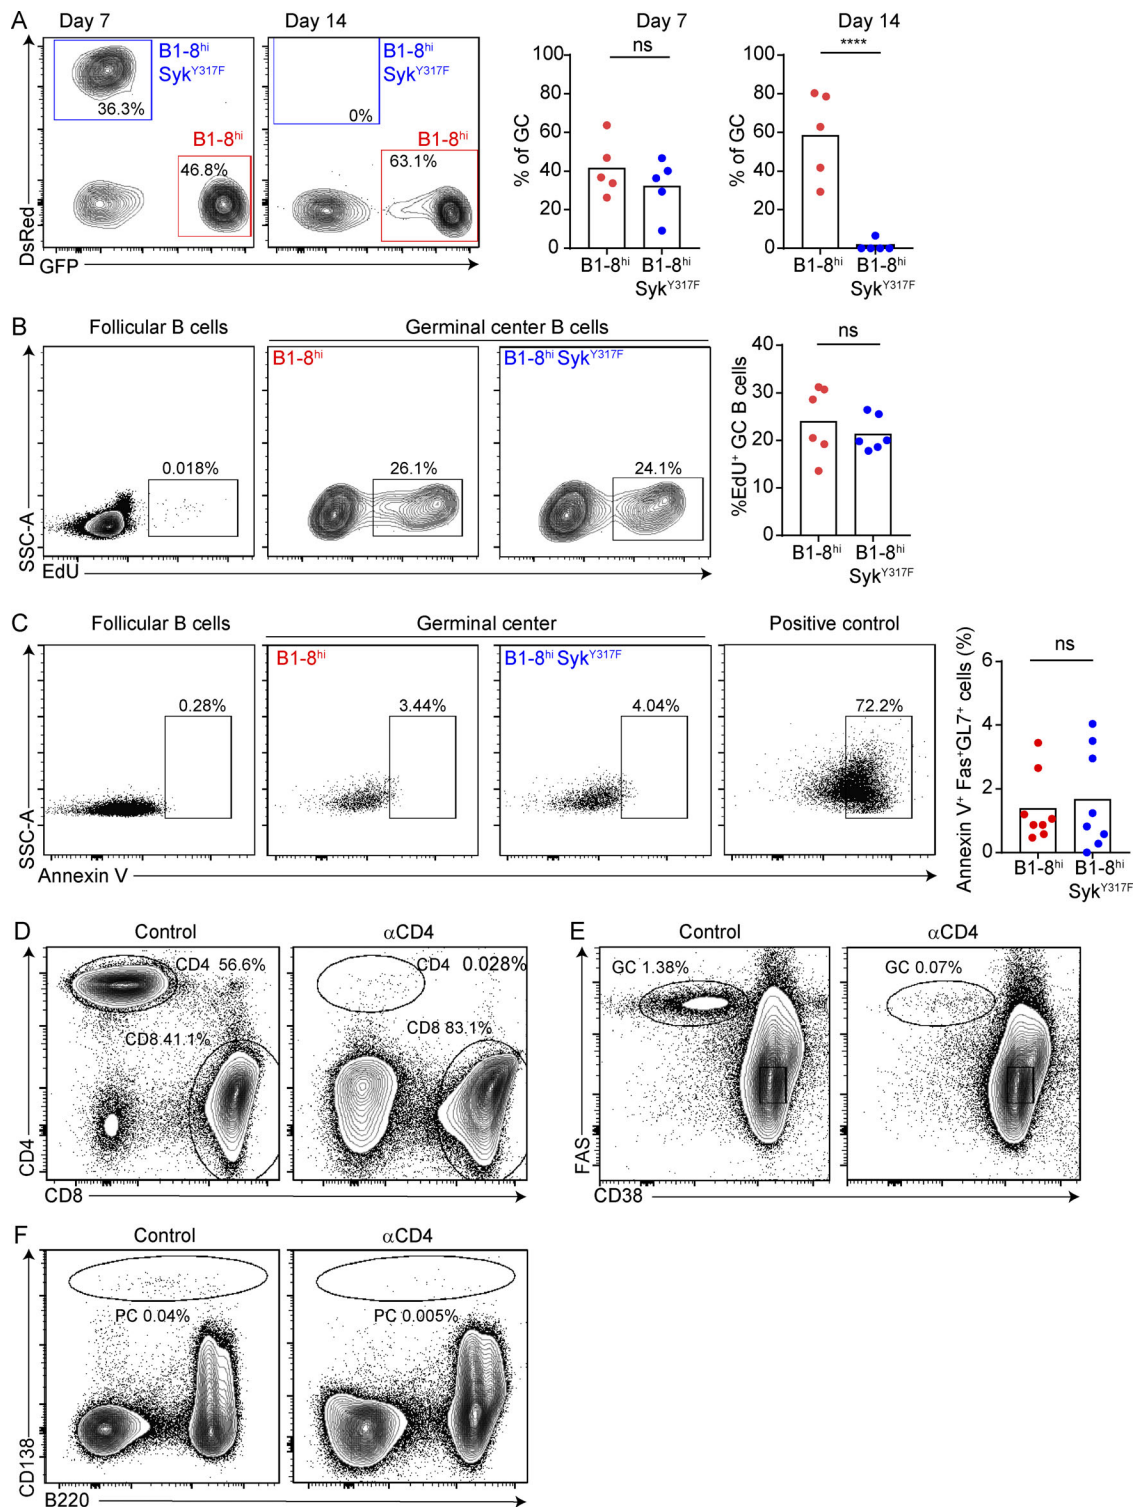 A
Day 7
Day 14
B1-8hi
SykY317F
36.3%
B1-8hi
46.8%
B1-8hi
SykY317F
0%
B1-8hi
63.1%
DsRed
GFP
Day 7
ns
% of GC
100
80
60
40
20
0
B1-8hi
B1-8hi
SykY317F
Day 14
****
% of GC
100
80
60
40
20
0
B1-8hi
B1-8hi
SykY317F
B
Follicular B cells
Germinal center B cells
B1-8hi
B1-8hi SykY317F
0.018%
26.1%
24.1%
SSC-A
EdU
ns
%EdU+ GC B cells
40
30
20
10
0
B1-8hi
B1-8hi
SykY317F
C
Follicular B cells
Germinal center
Positive control
B1-8hi
B1-8hi SykY317F
0.28%
3.44%
4.04%
72.2%
SSC-A
Annexin V
ns
Annexin V+ Fas+GL7+ cells (%)
6
4
2
0
B1-8hi
B1-8hi
SykY317F
D
Control
αCD4
CD4 56.6%
CD8 41.1%
CD4 0.028%
CD8 83.1%
CD4
CD8
E
Control
αCD4
GC 1.38%
GC 0.07%
FAS
CD38
F
Control
αCD4
PC 0.04%
PC 0.005%
CD138
B220